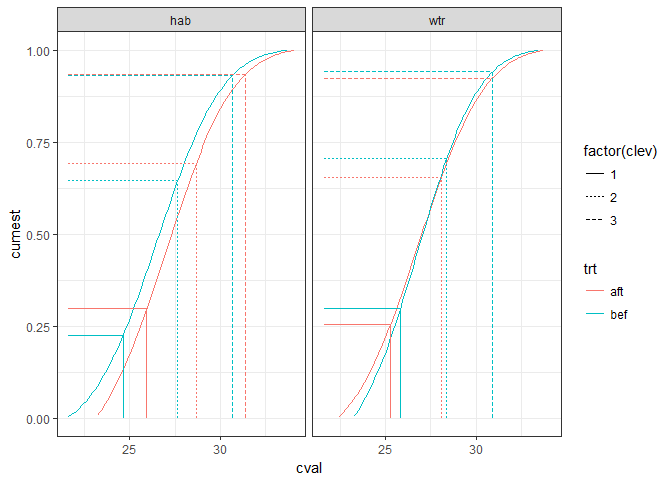 hab
wtr
1.00
0.75
0.50
0.25
0.00
cumest
25
30
25
30
cval
factor(clev)
1
2
3
trt
aft
bef